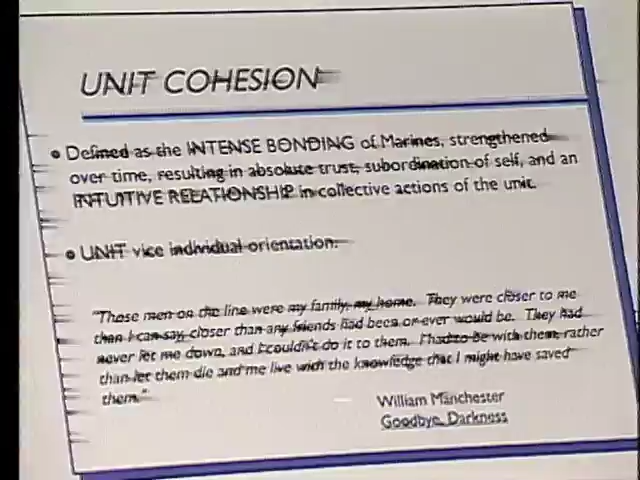 UNIT COHESION
• Defined as the INTENSE BONDING of Marines, strengthened
over time, resulting in absolute trust, subordination of self, and an
INTUITIVE RELATIONSHIP in collective actions of the unit.
• UNIT vice individual orientation.
"Those men on the line were my family, my home. They were closer to me
than I can say, closer than any friends had been or ever would be. They had
never let me down, and I couldn't do it to them. I had to be with them, rather
than let them die and me live with the knowledge that I might have saved
them."
William Manchester
Goodbye, Darkness